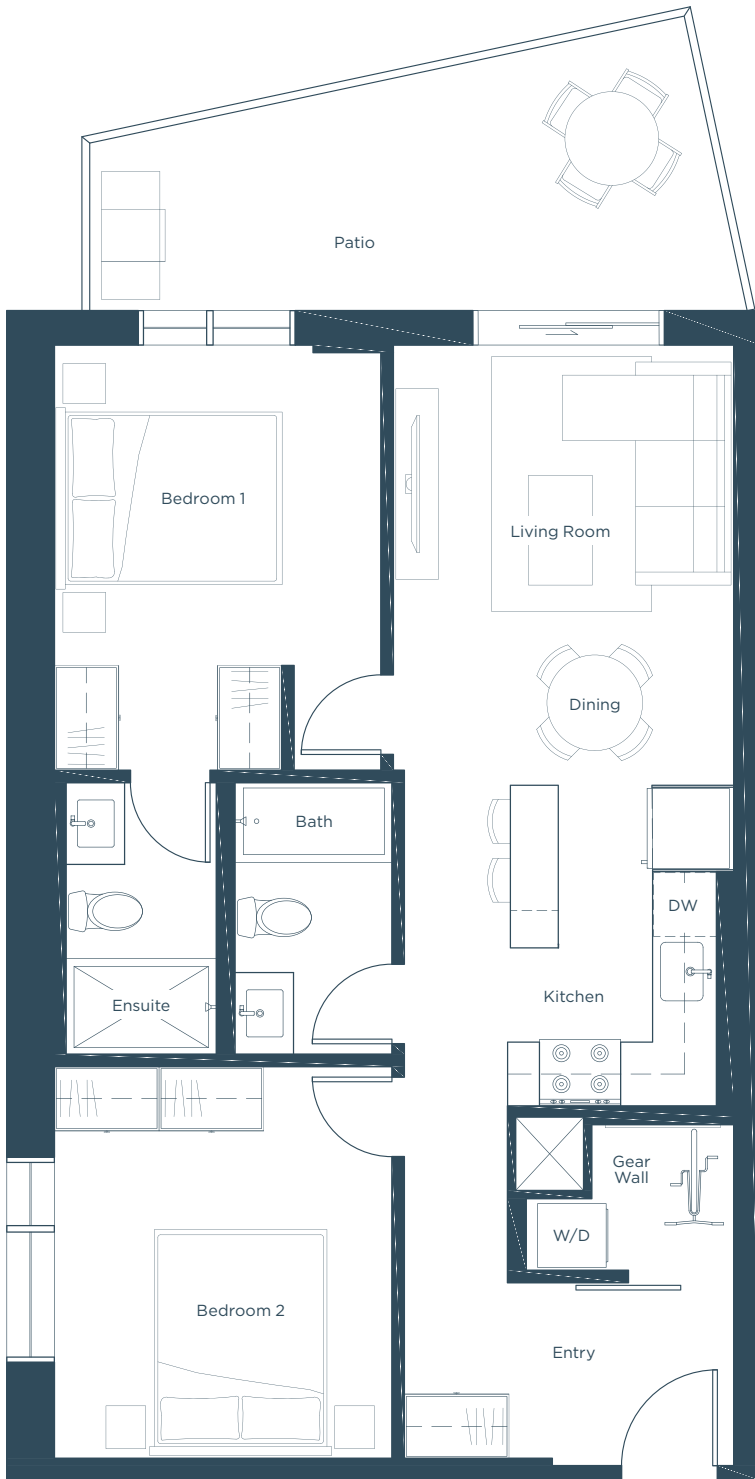 Patio
Bedroom 1
Living Room
Dining
Bath
DW
Kitchen
Ensuite
Gear
Wall
W/D
Bedroom 2
Entry